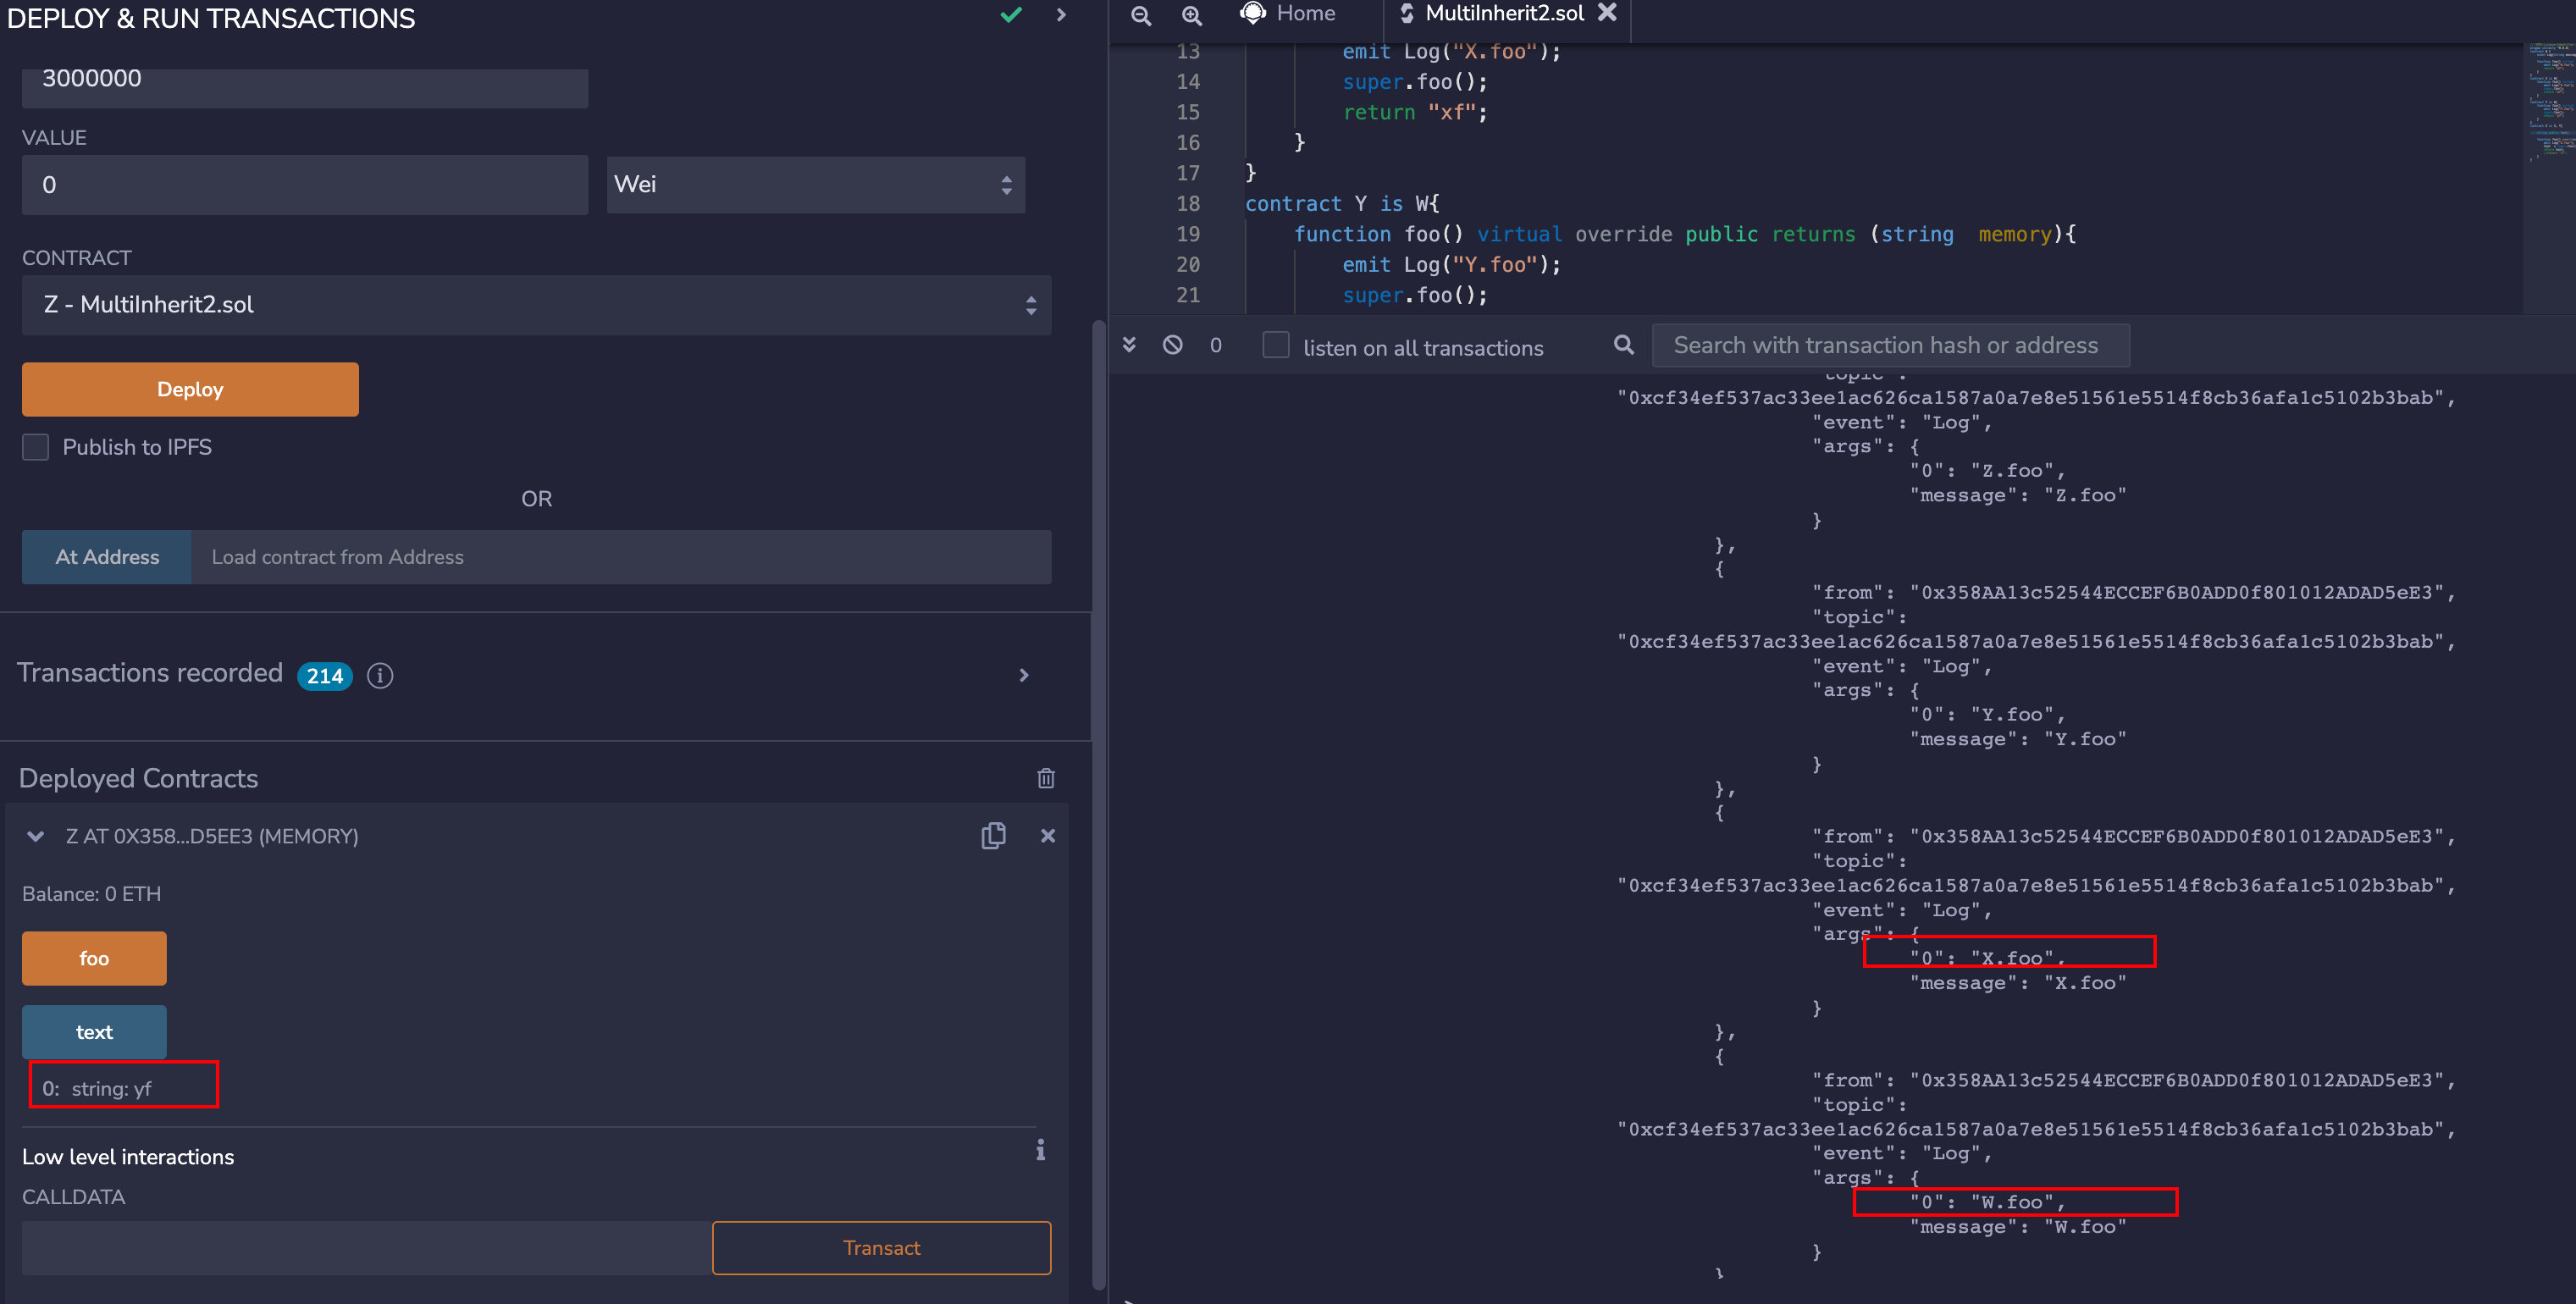 DEPLOY & RUN TRANSACTIONS
3000000
VALUE
0
Wei
CONTRACT
Z - MultiInherit2.sol
Deploy
Publish to IPFS
OR
At Address
Load contract from Address
Transactions recorded 214
Deployed Contracts
Z AT 0X358...D5EE3 (MEMORY)
Balance: 0 ETH
foo
text
0: string: yf
Low level interactions
CALLDATA
Transact
Home
MultiInherit2.sol
13 emit Log("X.foo");
14 super.foo();
15 return "xf";
16 }
17 }
18 contract Y is W{
19 function foo() virtual override public returns (string memory){
20 emit Log("Y.foo");
21 super.foo();
0
listen on all transactions
Search with transaction hash or address
"topic":
"0xcf34ef537ac33ee1ac626ca1587a0a7e8e51561e5514f8cb36afa1c5102b3bab",
"event": "Log",
"args": {
"0": "Z.foo",
"message": "Z.foo"
}
},
{
"from": "0x358AA13c52544ECCEF6B0ADD0f801012ADAD5eE3",
"topic":
"0xcf34ef537ac33ee1ac626ca1587a0a7e8e51561e5514f8cb36afa1c5102b3bab",
"event": "Log",
"args": {
"0": "Y.foo",
"message": "Y.foo"
}
},
{
"from": "0x358AA13c52544ECCEF6B0ADD0f801012ADAD5eE3",
"topic":
"0xcf34ef537ac33ee1ac626ca1587a0a7e8e51561e5514f8cb36afa1c5102b3bab",
"event": "Log",
"args": {
"0": "X.foo",
"message": "X.foo"
}
},
{
"from": "0x358AA13c52544ECCEF6B0ADD0f801012ADAD5eE3",
"topic":
"0xcf34ef537ac33ee1ac626ca1587a0a7e8e51561e5514f8cb36afa1c5102b3bab",
"event": "Log",
"args": {
"0": "W.foo",
"message": "W.foo"
}
}